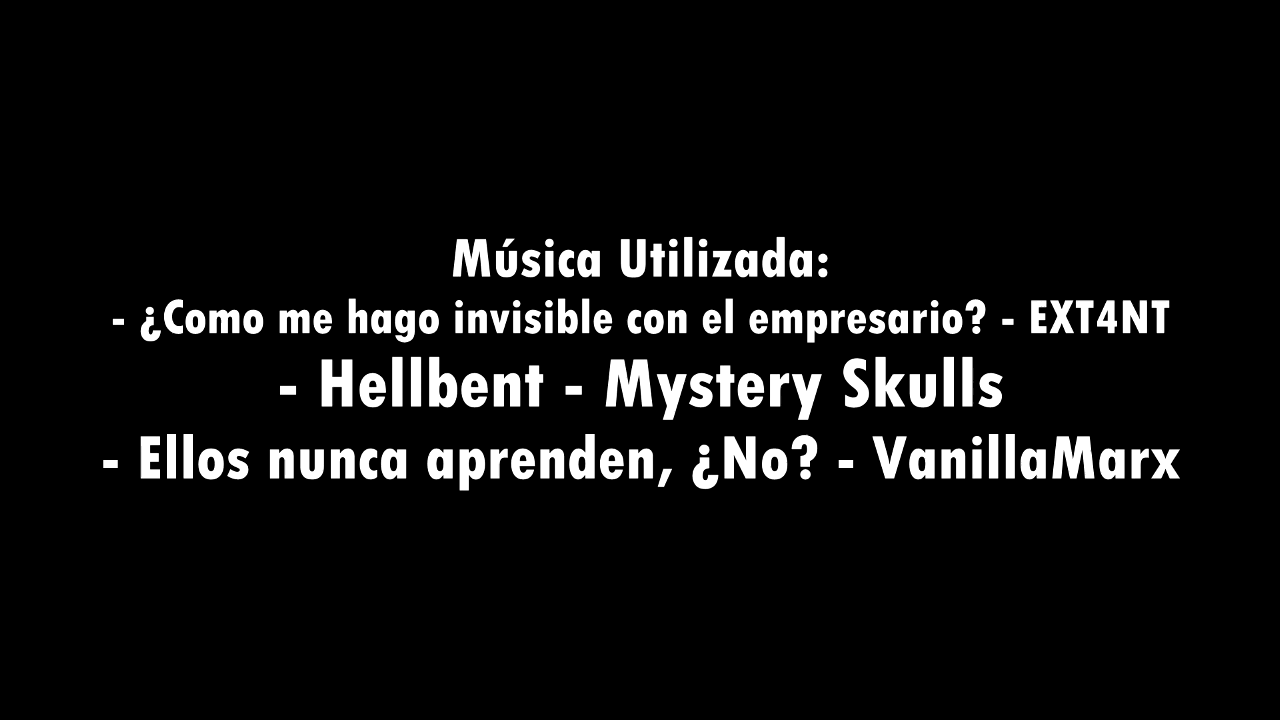 Música Utilizada:
- ¿Como me hago invisible con el empresario? - EXT4NT
- Hellbent - Mystery Skulls
- Ellos nunca aprenden, ¿No? - VanillaMarx